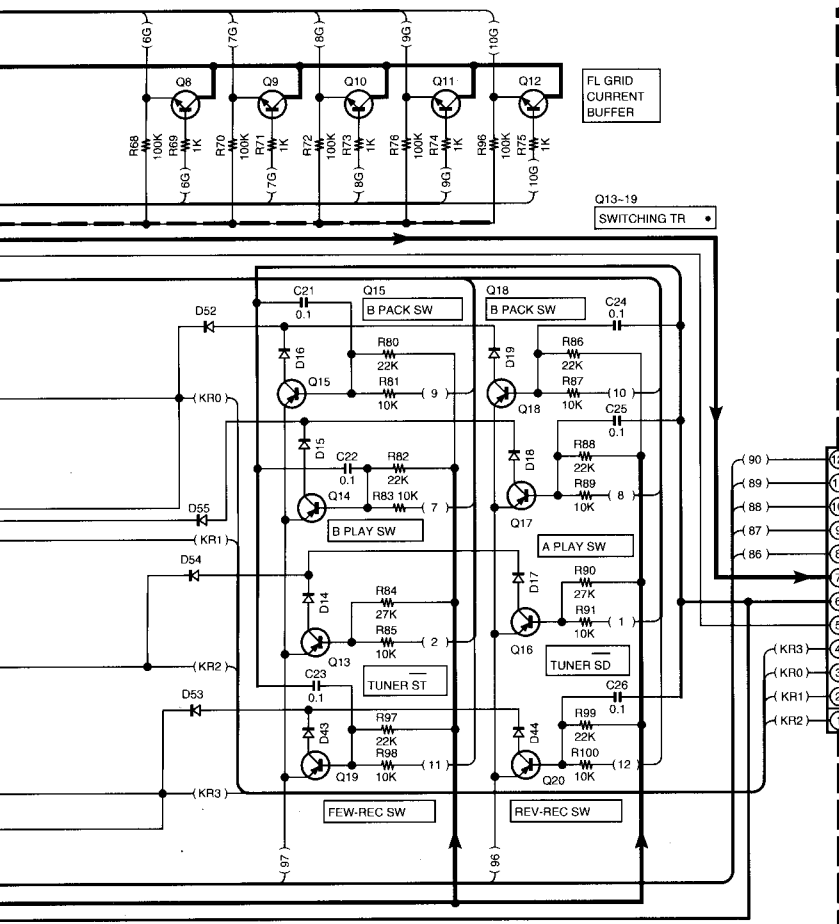 (6G)
(7G)
(8G)
(9G)
(10G)
Q8
Q9
Q10
Q11
Q12
FL GRID
CURRENT
BUFFER
R68
100K
R69
1K
R70
100K
R71
1K
R72
100K
R73
1K
R76
100K
R74
1K
R96
100K
R75
1K
(6G)
(7G)
(8G)
(9G)
(10G)
Q13~19
SWITCHING TR •
C21
0.1
Q15
B PACK SW
Q18
B PACK SW
C24
0.1
D52
D16
R80
22K
D19
R86
22K
Q15
R81
10K
(9)
Q18
R87
10K
(10)
(KR0)
C25
0.1
D15
C22
0.1
R82
22K
D18
R88
22K
R89
10K
(8)
Q14
R83 10K
(7)
Q17
D55
B PLAY SW
A PLAY SW
(KR1)
D54
D14
R84
27K
D17
R90
27K
R85
10K
(2)
R91
10K
(1)
Q13
Q16
(KR2)
C23
0.1
TUNER ST
TUNER SD
C26
0.1
D53
D43
R97
22K
D44
R99
22K
R98
10K
(11)
R100
10K
(12)
Q19
Q20
(KR3)
FEW-REC SW
REV-REC SW
(97)
(96)
(90)
(89)
(88)
(87)
(86)
7
6
5
(KR3)
4
(KR0)
3
(KR1)
2
(KR2)
1